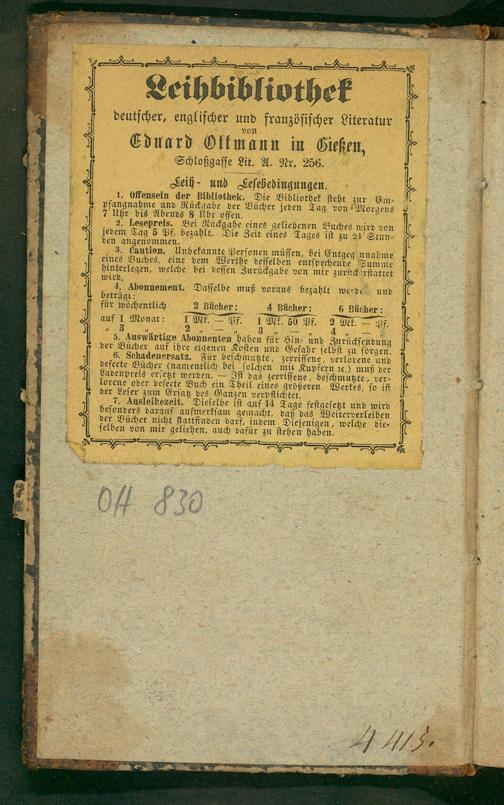 Leihbibliothek
deutscher, englischer und französischer Literatur
von
Eduard Ottmann in Gießen,
Schloßgasse Lit. A. Nr. 256.
Leih- und Lesebedingungen.
1. Offensein der Bibliothek. Die Bibliothek steht zur Em-
pfangnahme und Rückgabe der Bücher jeden Tag von Morgens
7 Uhr bis Abends 8 Uhr offen.
2. Lesepreis. Bei Rückgabe eines geliehenen Buches wird von
jedem Tag 5 Pf. bezahlt. Die Zeit eines Tages ist zu 24 Stun-
den angenommen.
3. Caution. Unbekannte Personen müssen, bei Entgegnnahme
eines Buches, eine dem Werthe desselben entsprechende Summe
hinterlegen, welche bei dessen Zurückgabe von mir zurückerstattet
wird.
4. Abonnement. Dasselbe muß voraus bezahlt werden und
beträgt:
für wöchentlich 2 Bücher: 4 Bücher: 6 Bücher:
auf 1 Monat: 1 Mk. — Pf. 1 Mk. 50 Pf. 2 Mk. — Pf.
" 3 " 2 " — " 3 " — " 4 " — "
5. Auswärtige Abonnenten haben für Hin- und Zurücksendung
der Bücher auf ihre eigenen Kosten und Gefahr selbst zu sorgen.
6. Schadenersatz. Für beschmutzte, zerrissene, verlorene und
defecte Bücher (namentlich bei solchen mit Kupfern ꝛc.) muß der
Ladenpreis ersetzt werden. — Ist das zerrissene, beschmutzte, ver-
lorene oder defecte Buch ein Theil eines größeren Werkes, so ist
der Leser zum Ersatz des Ganzen verpflichtet.
7. Ausleihezeit. Dieselbe ist auf 14 Tage festgesetzt und wird
besonders darauf aufmerksam gemacht, daß das Weiterverleihen
der Bücher nicht stattfinden darf, indem Diejenigen, welche die-
selben von mir geliehen, auch dafür zu stehen haben.
OH 830
4 415.